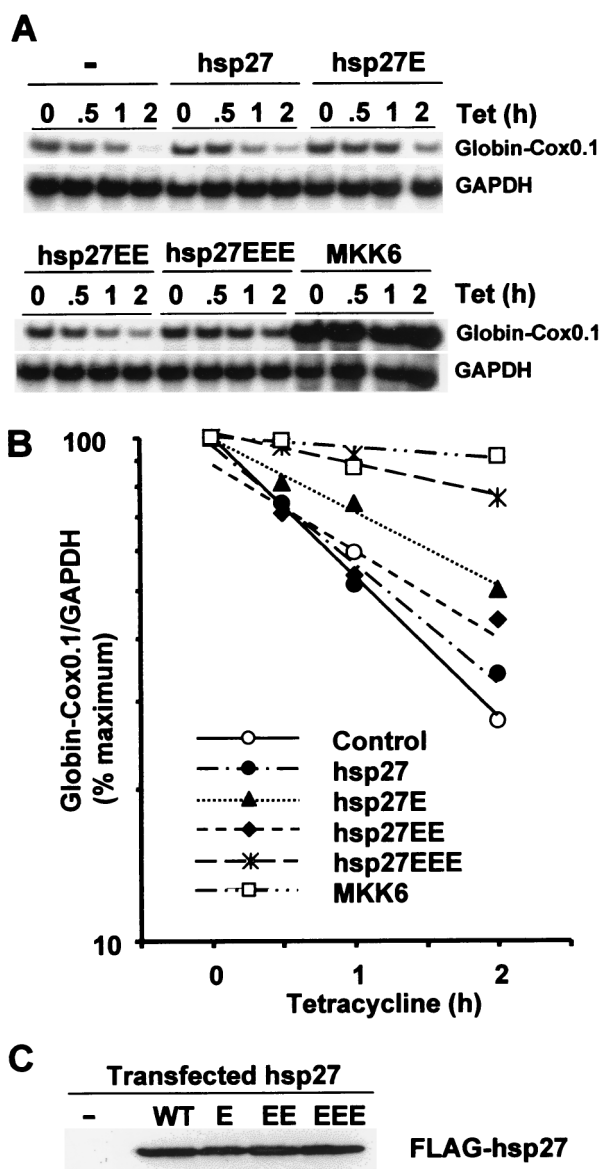 A
- hsp27 hsp27E
0 .5 1 2 0 .5 1 2 0 .5 1 2 Tet (h)
Globin-Cox0.1
GAPDH
hsp27EE hsp27EEE MKK6
0 .5 1 2 0 .5 1 2 0 .5 1 2 Tet (h)
Globin-Cox0.1
GAPDH
B
100
Globin-Cox0.1/GAPDH
(% maximum)
Control
hsp27
hsp27E
hsp27EE
hsp27EEE
MKK6
10
0 1 2
Tetracycline (h)
C
Transfected hsp27
- WT E EE EEE
FLAG-hsp27